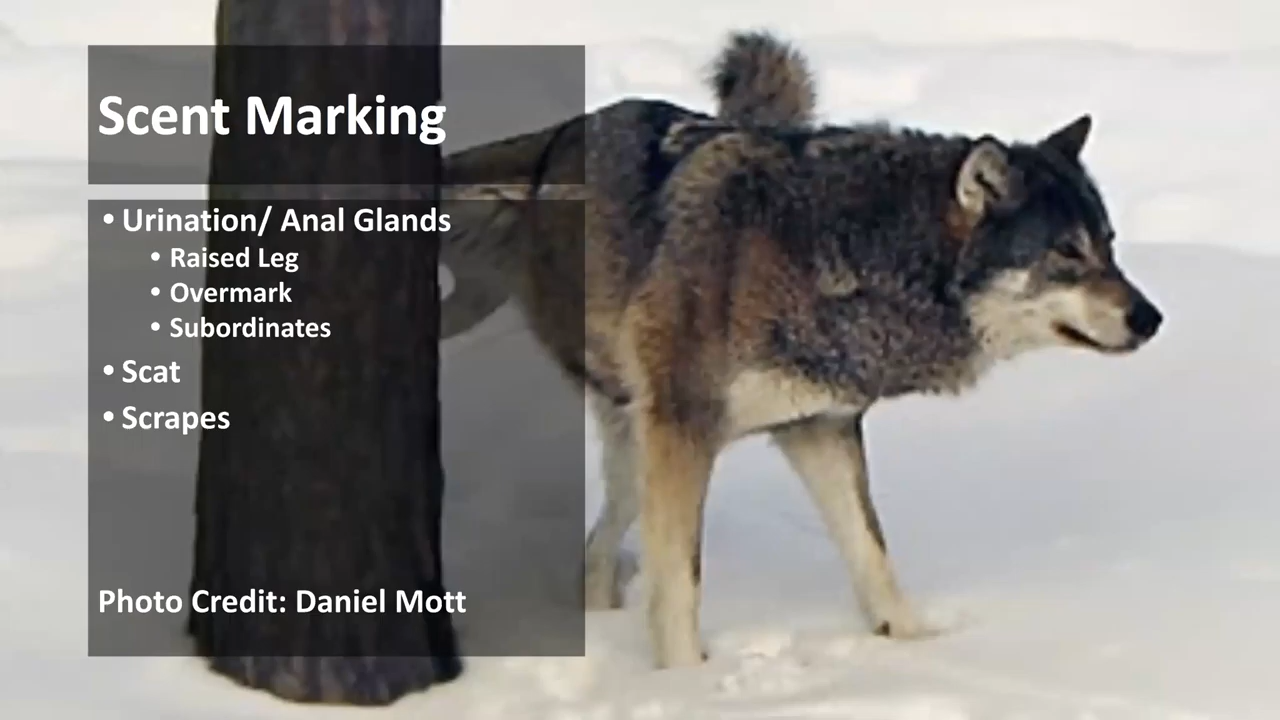 Scent Marking
• Urination/ Anal Glands
• Raised Leg
• Overmark
• Subordinates
• Scat
• Scrapes
Photo Credit: Daniel Mott